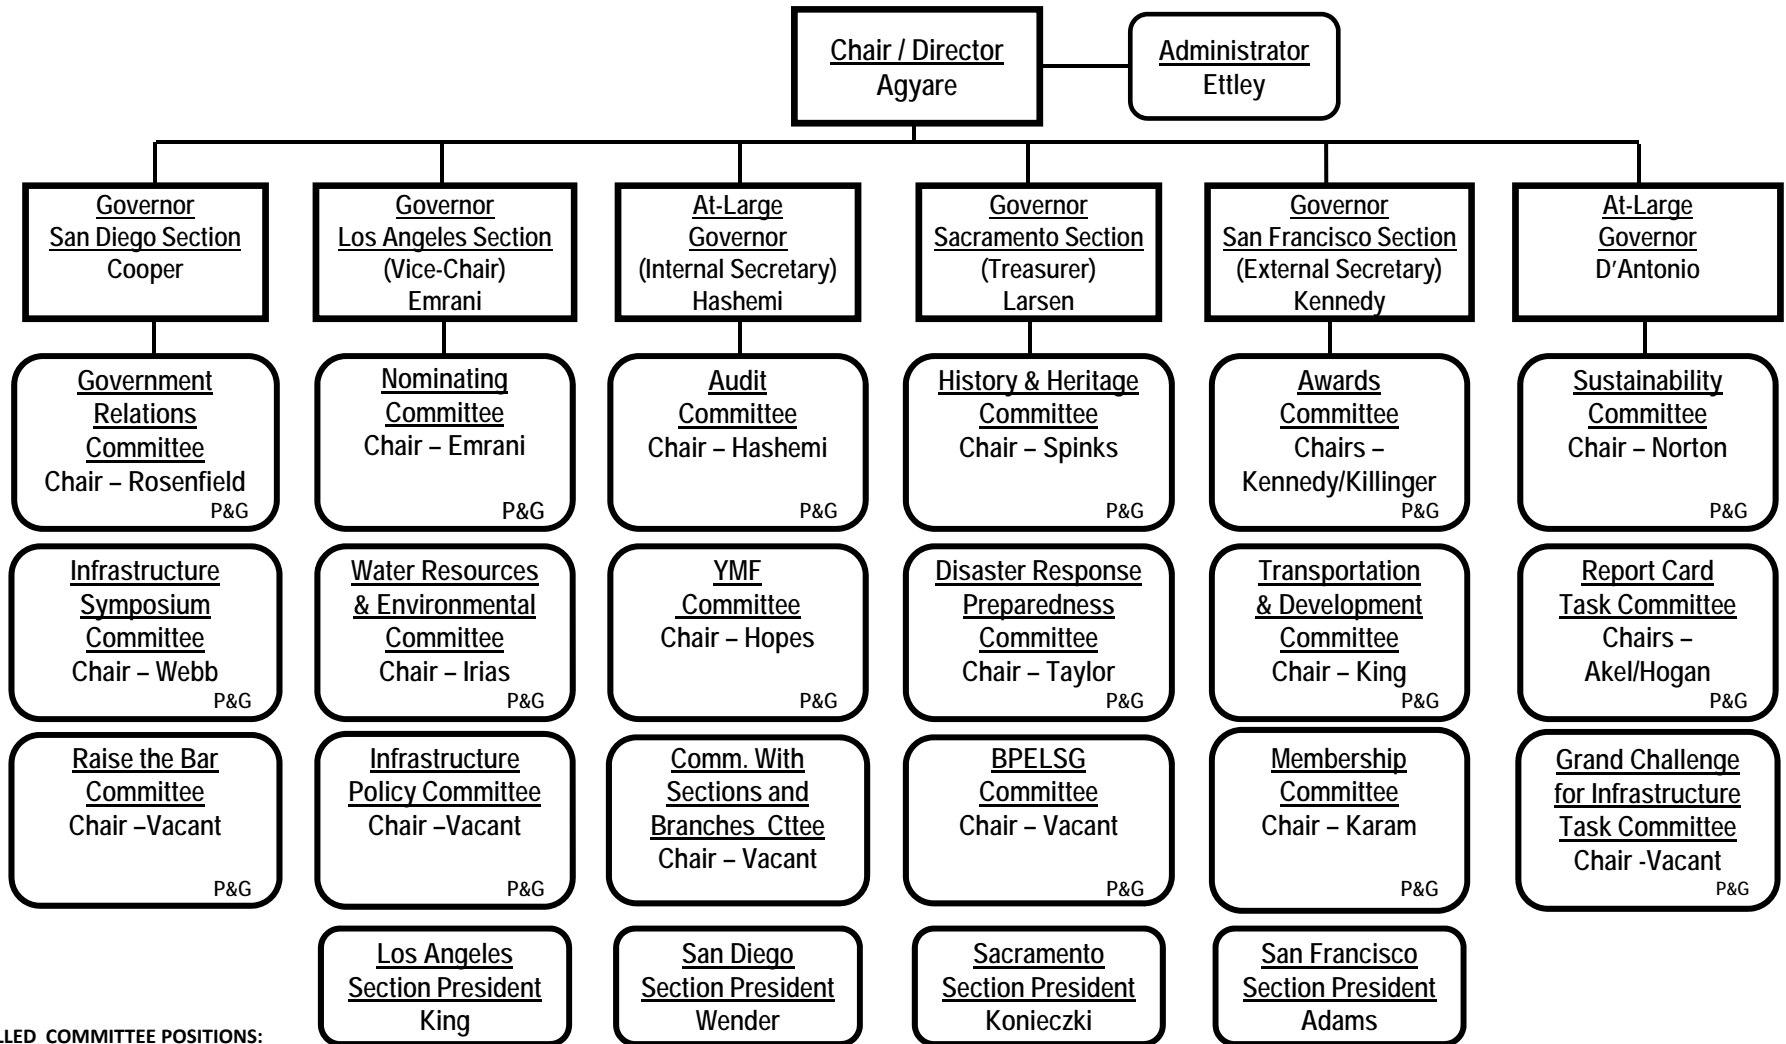 Chair / Director
Agyare
Administrator
Ettley
Governor
San Diego Section
Cooper
Governor
Los Angeles Section
(Vice-Chair)
Emrani
At-Large
Governor
(Internal Secretary)
Hashemi
Governor
Sacramento Section
(Treasurer)
Larsen
Governor
San Francisco Section
(External Secretary)
Kennedy
At-Large
Governor
D'Antonio
Government
Relations
Committee
Chair – Rosenfield
P&G
Nominating
Committee
Chair – Emrani
P&G
Audit
Committee
Chair – Hashemi
P&G
History & Heritage
Committee
Chair – Spinks
P&G
Awards
Committee
Chairs –
Kennedy/Killinger
P&G
Sustainability
Committee
Chair – Norton
P&G
Infrastructure
Symposium
Committee
Chair – Webb
P&G
Water Resources
& Environmental
Committee
Chair – Irias
P&G
YMF
Committee
Chair – Hopes
P&G
Disaster Response
Preparedness
Committee
Chair – Taylor
P&G
Transportation
& Development
Committee
Chair – King
P&G
Report Card
Task Committee
Chairs –
Akel/Hogan
P&G
Raise the Bar
Committee
Chair –Vacant
P&G
Infrastructure
Policy Committee
Chair –Vacant
P&G
Comm. With
Sections and
Branches Cttee
Chair – Vacant
BPELSG
Committee
Chair – Vacant
P&G
Membership
Committee
Chair – Karam
P&G
Grand Challenge
for Infrastructure
Task Committee
Chair -Vacant
P&G
Los Angeles
Section President
King
San Diego
Section President
Wender
Sacramento
Section President
Konieczki
San Francisco
Section President
Adams
COMMITTEE POSITIONS: